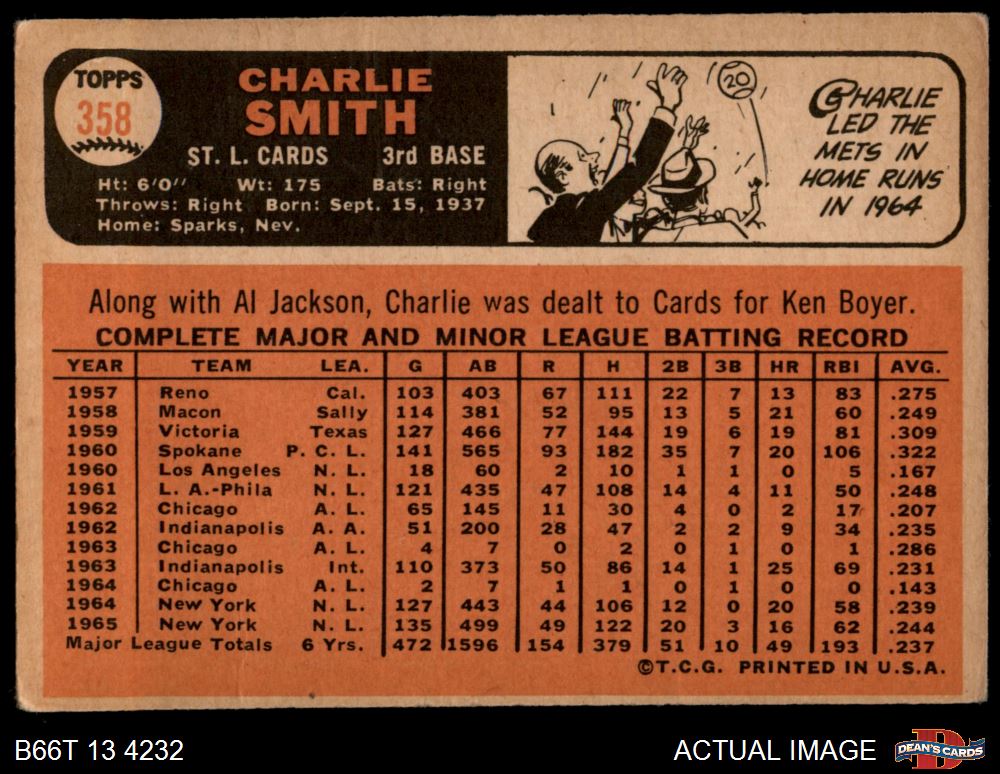 TOPPS
358
CHARLIE
SMITH
ST. L. CARDS 3rd BASE
Ht: 6'0" Wt: 175 Bats: Right
Throws: Right Born: Sept. 15, 1937
Home: Sparks, Nev.
20
CHARLIE
LED THE
METS IN
HOME RUNS
IN 1964
Along with Al Jackson, Charlie was dealt to Cards for Ken Boyer.
COMPLETE MAJOR AND MINOR LEAGUE BATTING RECORD
YEAR TEAM LEA. G AB R H 2B 3B HR RBI AVG.
1957 Reno Cal. 103 403 67 111 22 7 13 83 .275
1958 Macon Sally 114 381 52 95 13 5 21 60 .249
1959 Victoria Texas 127 466 77 144 19 6 19 81 .309
1960 Spokane P. C. L. 141 565 93 182 35 7 20 106 .322
1960 Los Angeles N. L. 18 60 2 10 1 1 0 5 .167
1961 L. A.-Phila N. L. 121 435 47 108 14 4 11 50 .248
1962 Chicago A. L. 65 145 11 30 4 0 2 17 .207
1962 Indianapolis A. A. 51 200 28 47 2 2 9 34 .235
1963 Chicago A. L. 4 7 0 2 0 1 0 1 .286
1963 Indianapolis Int. 110 373 50 86 14 1 25 69 .231
1964 Chicago A. L. 2 7 1 1 0 1 0 0 .143
1964 New York N. L. 127 443 44 106 12 0 20 58 .239
1965 New York N. L. 135 499 49 122 20 3 16 62 .244
Major League Totals 6 Yrs. 472 1596 154 379 51 10 49 193 .237
©T.C.G. PRINTED IN U.S.A.
B66T 13 4232 ACTUAL IMAGE DEAN'S CARDS